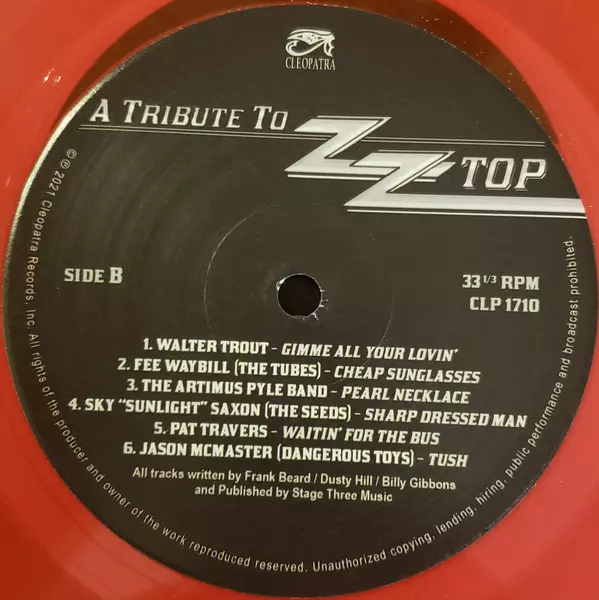 CLEOPATRA
A TRIBUTE TO
ZZ TOP
SIDE B
33 1/3 RPM
CLP 1710
1. WALTER TROUT - GIMME ALL YOUR LOVIN'
2. FEE WAYBILL (THE TUBES) - CHEAP SUNGLASSES
3. THE ARTIMUS PYLE BAND - PEARL NECKLACE
4. SKY "SUNLIGHT" SAXON (THE SEEDS) - SHARP DRESSED MAN
5. PAT TRAVERS - WAITIN' FOR THE BUS
6. JASON MCMASTER (DANGEROUS TOYS) - TUSH
All tracks written by Frank Beard / Dusty Hill / Billy Gibbons
and Published by Stage Three Music
℗© 2021 Cleopatra Records, Inc. All rights of the producer and owner of the work reproduced reserved. Unauthorized copying, lending, hiring, public performance and broadcast prohibited.